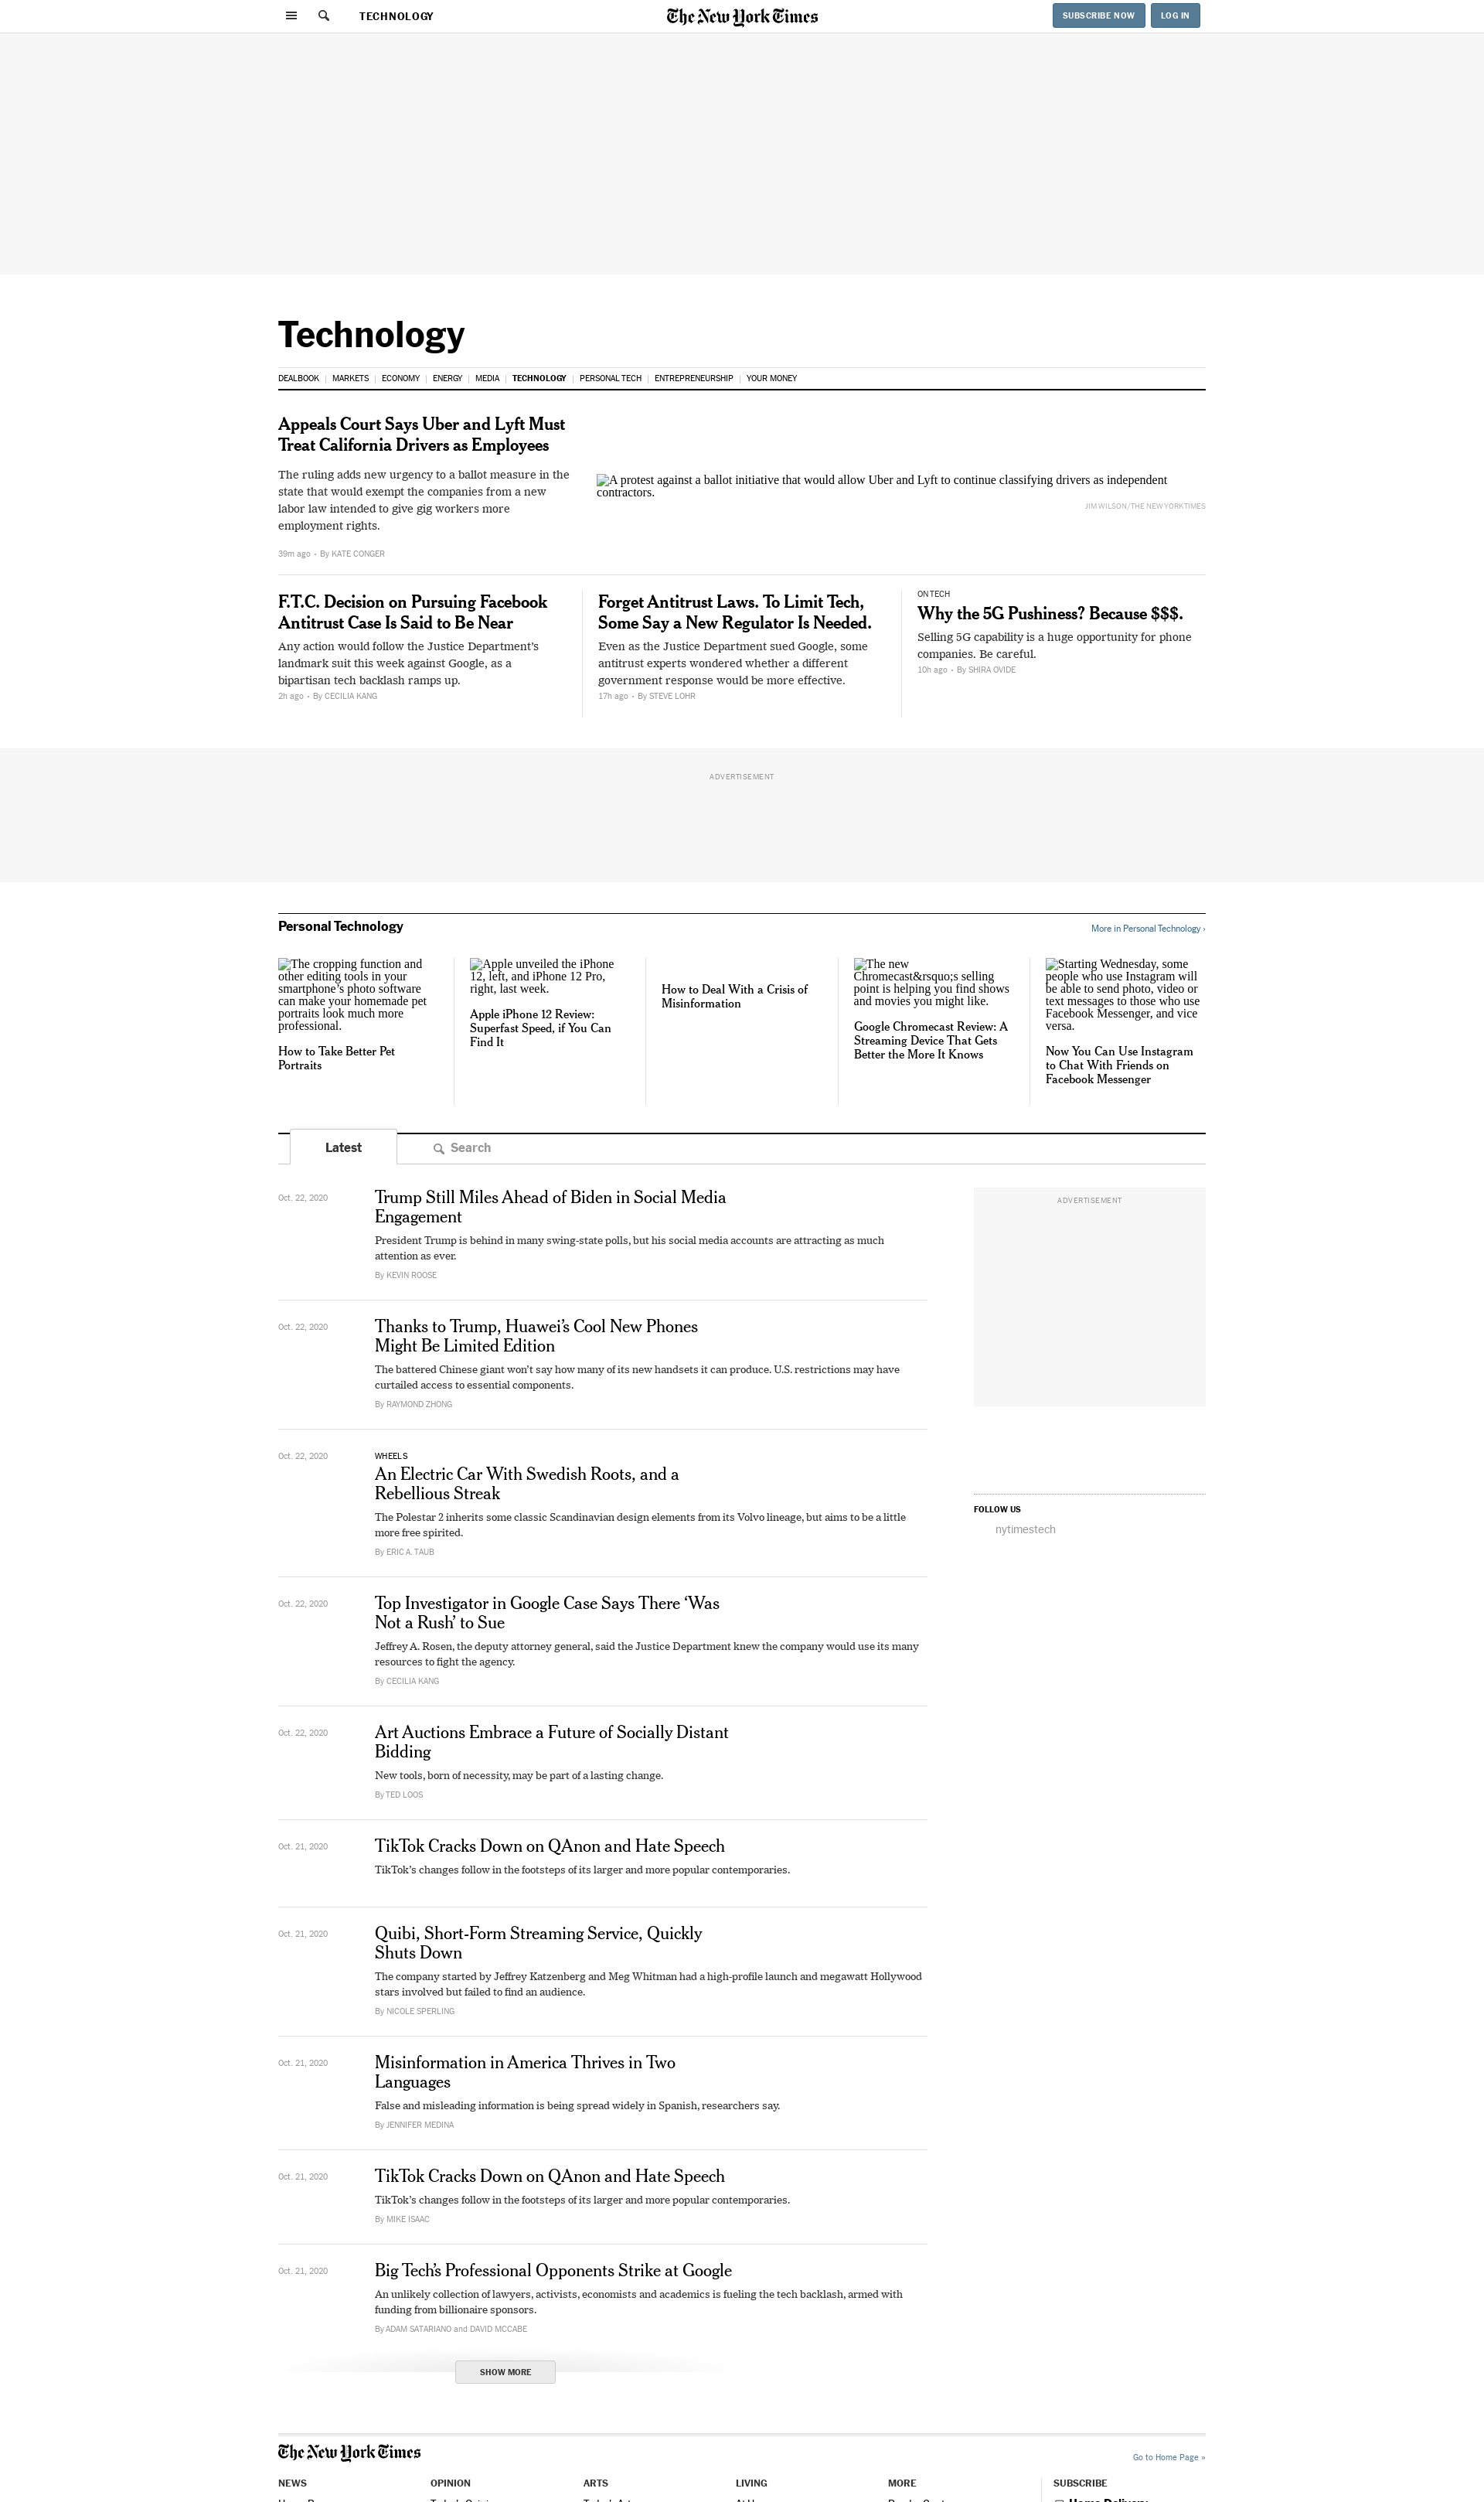 TECHNOLOGY
The New York Times
SUBSCRIBE NOW
LOG IN
Technology
DEALBOOK | MARKETS | ECONOMY | ENERGY | MEDIA | TECHNOLOGY | PERSONAL TECH | ENTREPRENEURSHIP | YOUR MONEY
Appeals Court Says Uber and Lyft Must
Treat California Drivers as Employees
The ruling adds new urgency to a ballot measure in the
state that would exempt the companies from a new
labor law intended to give gig workers more
employment rights.
39m ago • By KATE CONGER
A protest against a ballot initiative that would allow Uber and Lyft to continue classifying drivers as independent
contractors.
JIM WILSON/THE NEW YORK TIMES
F.T.C. Decision on Pursuing Facebook
Antitrust Case Is Said to Be Near
Any action would follow the Justice Department’s
landmark suit this week against Google, as a
bipartisan tech backlash ramps up.
2h ago • By CECILIA KANG
Forget Antitrust Laws. To Limit Tech,
Some Say a New Regulator Is Needed.
Even as the Justice Department sued Google, some
antitrust experts wondered whether a different
government response would be more effective.
17h ago • By STEVE LOHR
ON TECH
Why the 5G Pushiness? Because $$$.
Selling 5G capability is a huge opportunity for phone
companies. Be careful.
10h ago • By SHIRA OVIDE
ADVERTISEMENT
Personal Technology
More in Personal Technology ›
The cropping function and
other editing tools in your
smartphone’s photo software
can make your homemade pet
portraits look much more
professional.
How to Take Better Pet
Portraits
Apple unveiled the iPhone
12, left, and iPhone 12 Pro,
right, last week.
Apple iPhone 12 Review:
Superfast Speed, if You Can
Find It
How to Deal With a Crisis of
Misinformation
The new
Chromecast&rsquo;s selling
point is helping you find shows
and movies you might like.
Google Chromecast Review: A
Streaming Device That Gets
Better the More It Knows
Starting Wednesday, some
people who use Instagram will
be able to send photo, video or
text messages to those who use
Facebook Messenger, and vice
versa.
Now You Can Use Instagram
to Chat With Friends on
Facebook Messenger
Latest
Search
Oct. 22, 2020
Trump Still Miles Ahead of Biden in Social Media
Engagement
President Trump is behind in many swing-state polls, but his social media accounts are attracting as much
attention as ever.
By KEVIN ROOSE
ADVERTISEMENT
Oct. 22, 2020
Thanks to Trump, Huawei’s Cool New Phones
Might Be Limited Edition
The battered Chinese giant won’t say how many of its new handsets it can produce. U.S. restrictions may have
curtailed access to essential components.
By RAYMOND ZHONG
Oct. 22, 2020
WHEELS
An Electric Car With Swedish Roots, and a
Rebellious Streak
The Polestar 2 inherits some classic Scandinavian design elements from its Volvo lineage, but aims to be a little
more free spirited.
By ERIC A. TAUB
FOLLOW US
nytimestech
Oct. 22, 2020
Top Investigator in Google Case Says There ‘Was
Not a Rush’ to Sue
Jeffrey A. Rosen, the deputy attorney general, said the Justice Department knew the company would use its many
resources to fight the agency.
By CECILIA KANG
Oct. 22, 2020
Art Auctions Embrace a Future of Socially Distant
Bidding
New tools, born of necessity, may be part of a lasting change.
By TED LOOS
Oct. 21, 2020
TikTok Cracks Down on QAnon and Hate Speech
TikTok’s changes follow in the footsteps of its larger and more popular contemporaries.
Oct. 21, 2020
Quibi, Short-Form Streaming Service, Quickly
Shuts Down
The company started by Jeffrey Katzenberg and Meg Whitman had a high-profile launch and megawatt Hollywood
stars involved but failed to find an audience.
By NICOLE SPERLING
Oct. 21, 2020
Misinformation in America Thrives in Two
Languages
False and misleading information is being spread widely in Spanish, researchers say.
By JENNIFER MEDINA
Oct. 21, 2020
TikTok Cracks Down on QAnon and Hate Speech
TikTok’s changes follow in the footsteps of its larger and more popular contemporaries.
By MIKE ISAAC
Oct. 21, 2020
Big Tech’s Professional Opponents Strike at Google
An unlikely collection of lawyers, activists, economists and academics is fueling the tech backlash, armed with
funding from billionaire sponsors.
By ADAM SATARIANO and DAVID MCCABE
SHOW MORE
The New York Times
Go to Home Page »
NEWS
OPINION
ARTS
LIVING
MORE
SUBSCRIBE